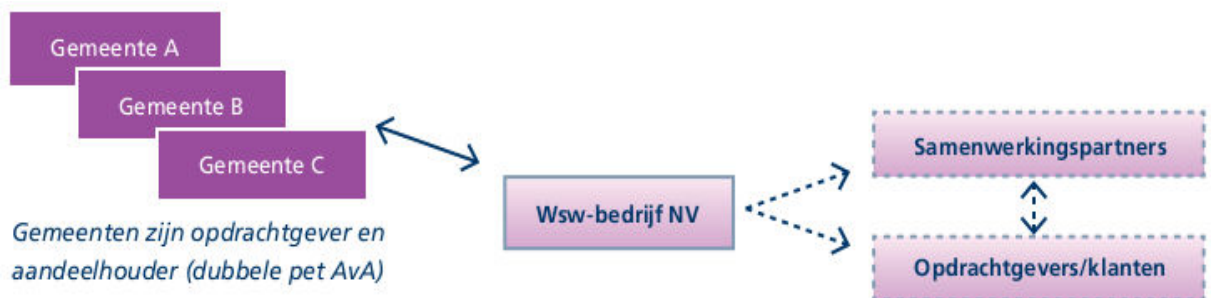 Gemeente A
Gemeente B
Gemeente C
Gemeenten zijn opdrachtgever en
aandeelhouder (dubbele pet AvA)
Wsw-bedrijf NV
Samenwerkingspartners
Opdrachtgevers/klanten